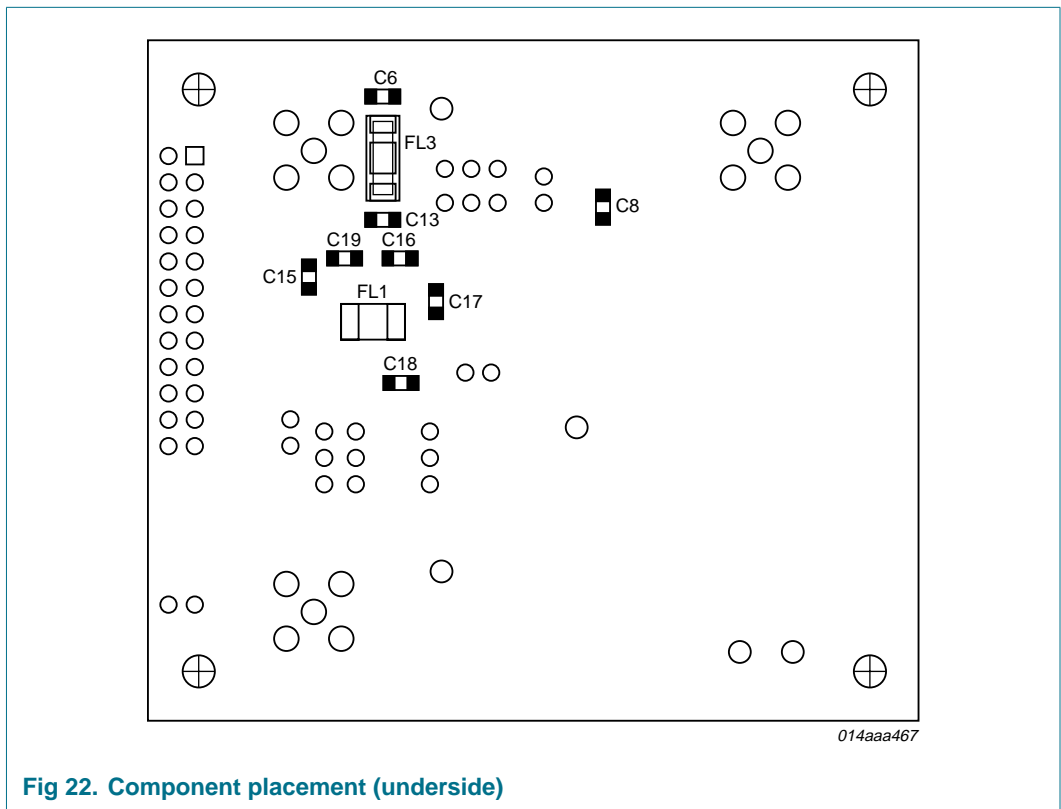 C6
FL3
C8
C13
C19 C16
C15
FL1
C17
C18
014aaa467
Fig 22. Component placement (underside)